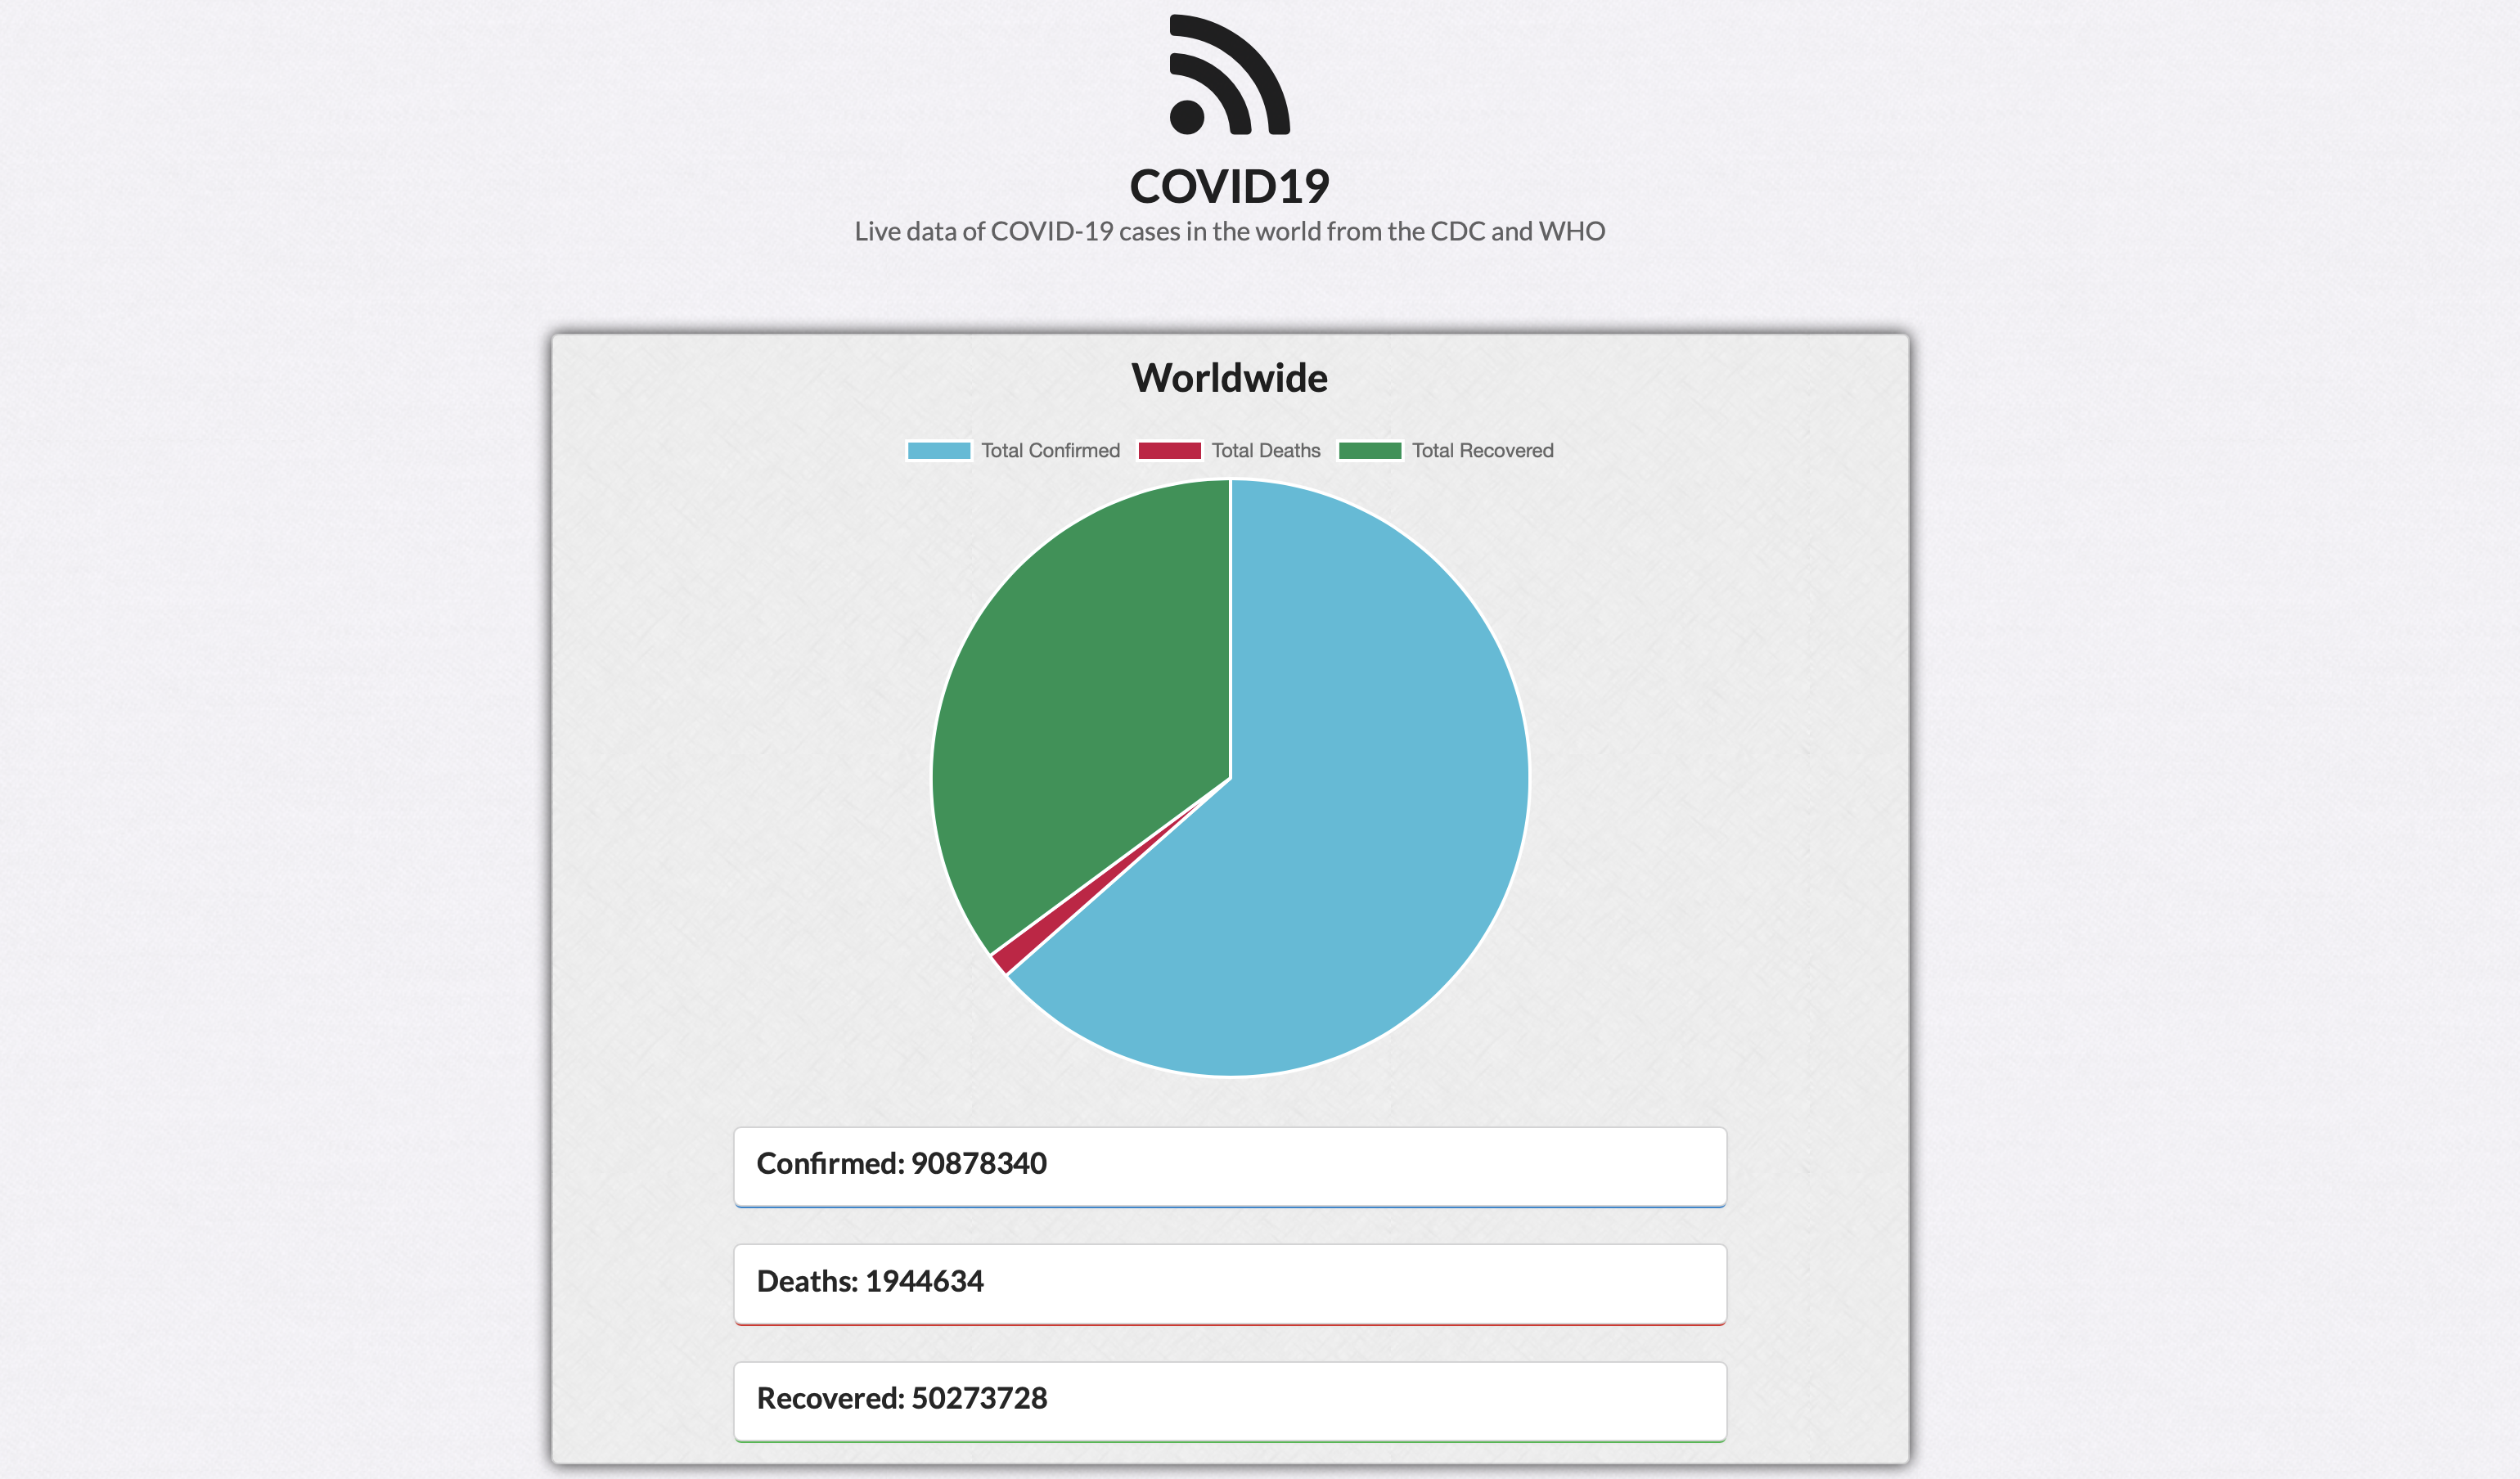 COVID19
Live data of COVID-19 cases in the world from the CDC and WHO
Worldwide
Total Confirmed Total Deaths Total Recovered
Confirmed: 90878340
Deaths: 1944634
Recovered: 50273728